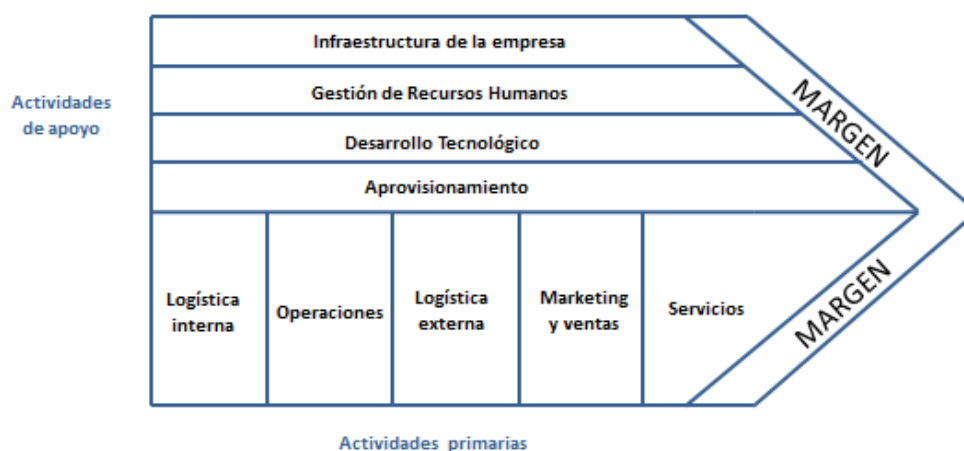 Infraestructura de la empresa
Gestión de Recursos Humanos
Actividades
de apoyo
Desarrollo Tecnológico
Aprovisionamiento
MARGEN
Logística
interna
Operaciones
Logística
externa
Marketing
y ventas
Servicios
MARGEN
Actividades primarias